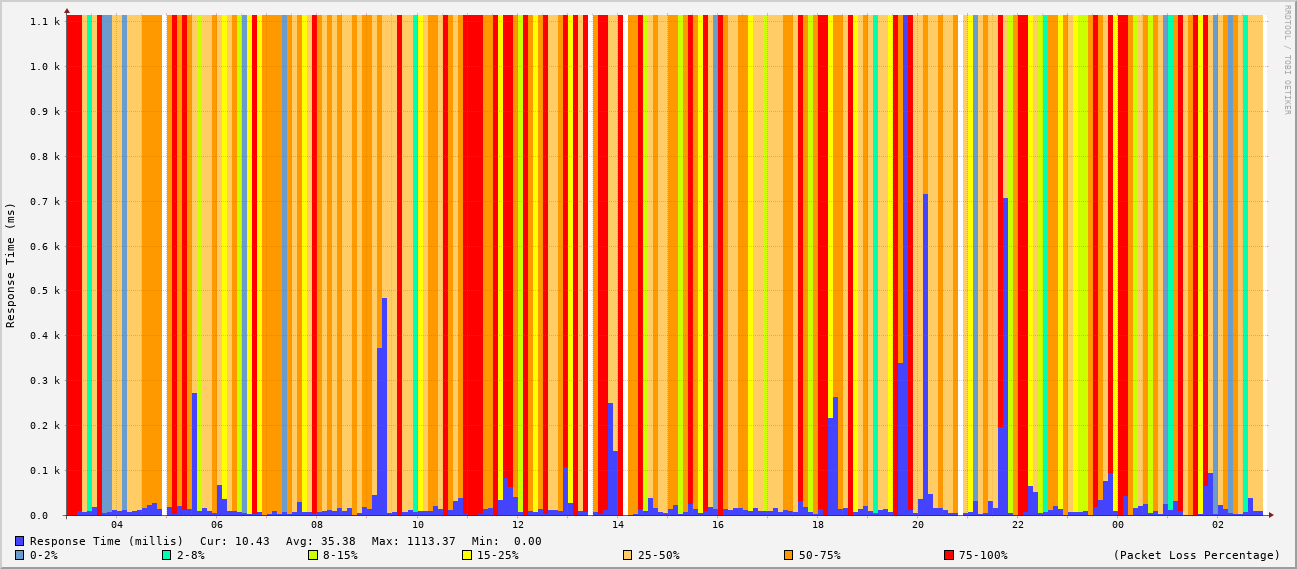 RRDTOOL / TOBI OETIKER
Response Time (ms)
1.1 k
1.0 k
0.9 k
0.8 k
0.7 k
0.6 k
0.5 k
0.4 k
0.3 k
0.2 k
0.1 k
0.0
04 06 08 10 12 14 16 18 20 22 00 02
Response Time (millis) Cur: 10.43 Avg: 35.38 Max: 1113.37 Min: 0.00
0-2% 2-8% 8-15% 15-25% 25-50% 50-75% 75-100% (Packet Loss Percentage)